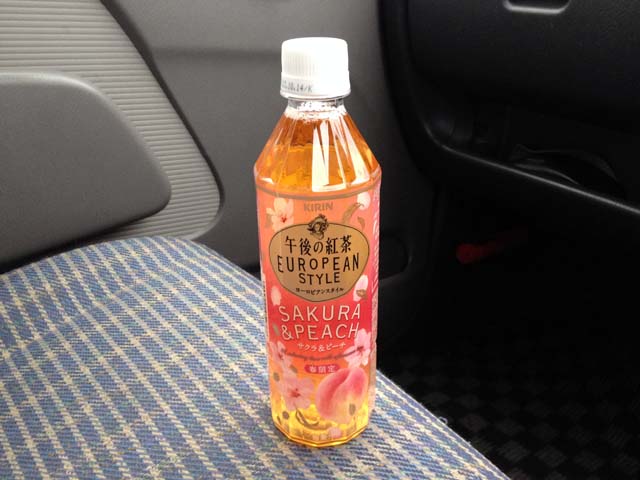 KIRIN
午後の紅茶
EUROPEAN
STYLE
ヨーロピアンスタイル
SAKURA
& PEACH
サクラ&ピーチ
春限定